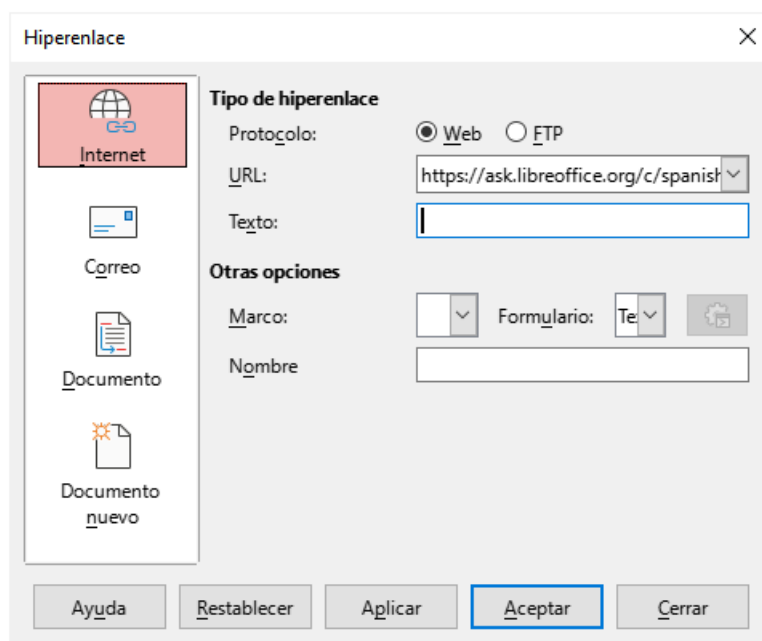 Hiperenlace
Internet
Correo
Documento
Documento
nuevo
Tipo de hiperenlace
Protocolo: Web FTP
URL: https://ask.libreoffice.org/c/spanish
Texto:
Otras opciones
Marco: Formulario: Te
Nombre
Ayuda Restablecer Aplicar Aceptar Cerrar